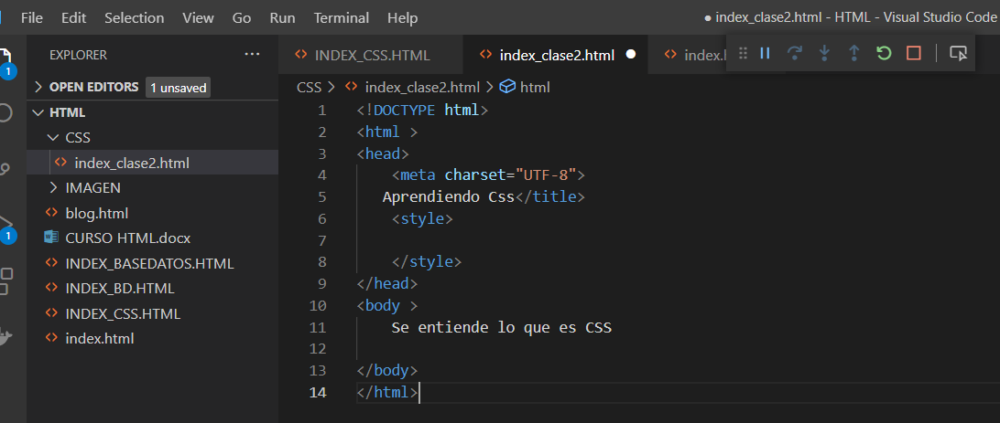 File Edit Selection View Go Run Terminal Help ● index_clase2.html - HTML - Visual Studio Code
EXPLORER ···
INDEX_CSS.HTML index_clase2.html ● index.
OPEN EDITORS 1 unsaved
CSS > index_clase2.html > html
HTML
CSS
index_clase2.html
IMAGEN
blog.html
CURSO HTML.docx
INDEX_BASEDATOS.HTML
INDEX_BD.HTML
INDEX_CSS.HTML
index.html
1
1
1 <!DOCTYPE html>
2 <html >
3 <head>
4 <meta charset="UTF-8">
5 Aprendiendo Css</title>
6 <style>
7
8 </style>
9 </head>
10 <body >
11 Se entiende lo que es CSS
12
13 </body>
14 </html>